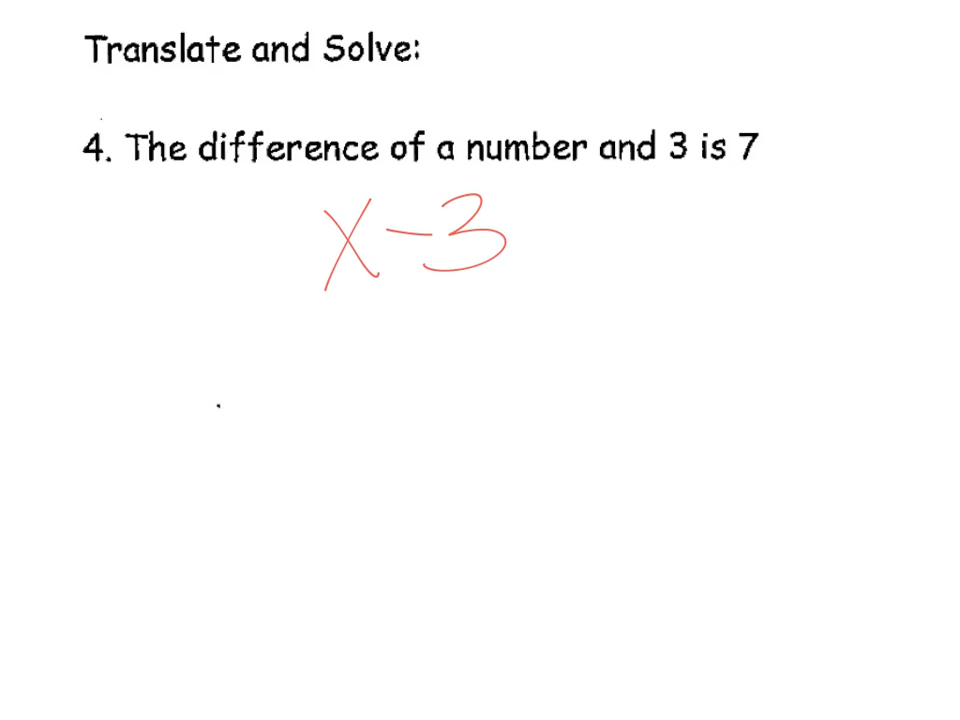 Translate and Solve:
4. The difference of a number and 3 is 7
x-3